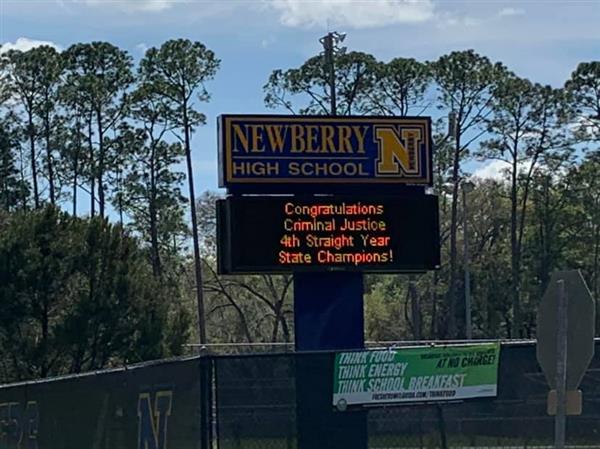 NEWBERRY
HIGH SCHOOL
N
Congratulations
Criminal Justice
4th Straight Year
State Champions!
THINK FOOD
THINK ENERGY
THINK SCHOOL BREAKFAST
AT NO CHARGE!
N